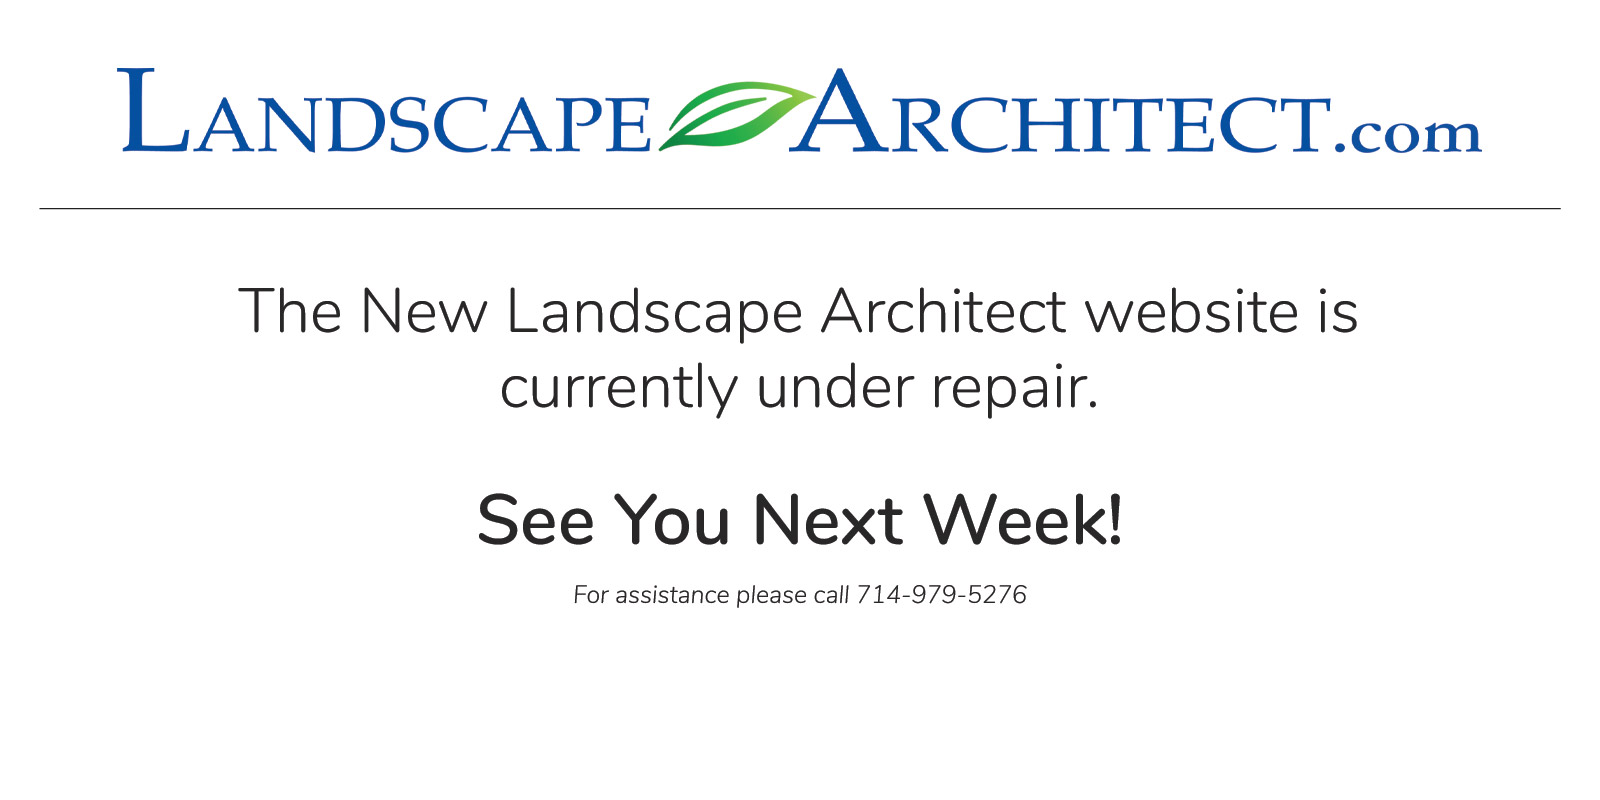 LANDSCAPE ARCHITECT.com
The New Landscape Architect website is
currently under repair.
See You Next Week!
For assistance please call 714-979-5276